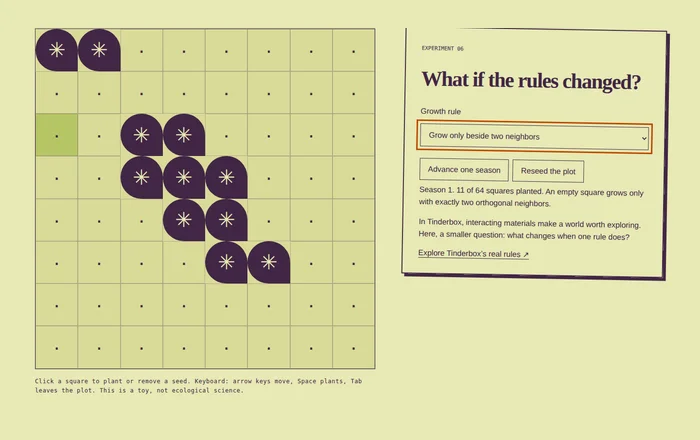 EXPERIMENT 06
What if the rules changed?
Growth rule
Grow only beside two neighbors
Advance one season
Reseed the plot
Season 1. 11 of 64 squares planted. An empty square grows only
with exactly two orthogonal neighbors.
In Tinderbox, interacting materials make a world worth exploring.
Here, a smaller question: what changes when one rule does?
Explore Tinderbox's real rules ↗
Click a square to plant or remove a seed. Keyboard: arrow keys move, Space plants, Tab
leaves the plot. This is a toy, not ecological science.